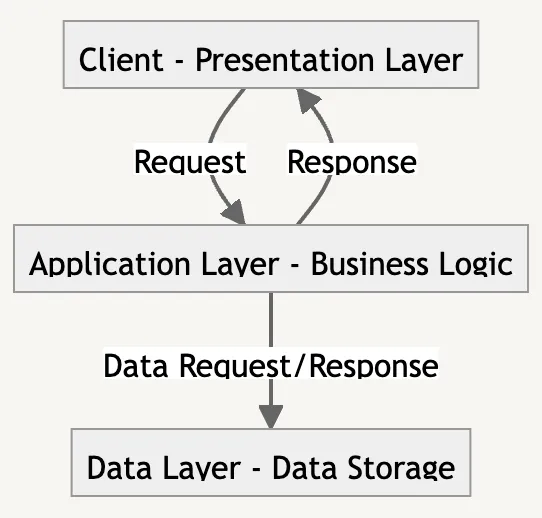 Client - Presentation Layer
Request
Response
Application Layer - Business Logic
Data Request/Response
Data Layer - Data Storage